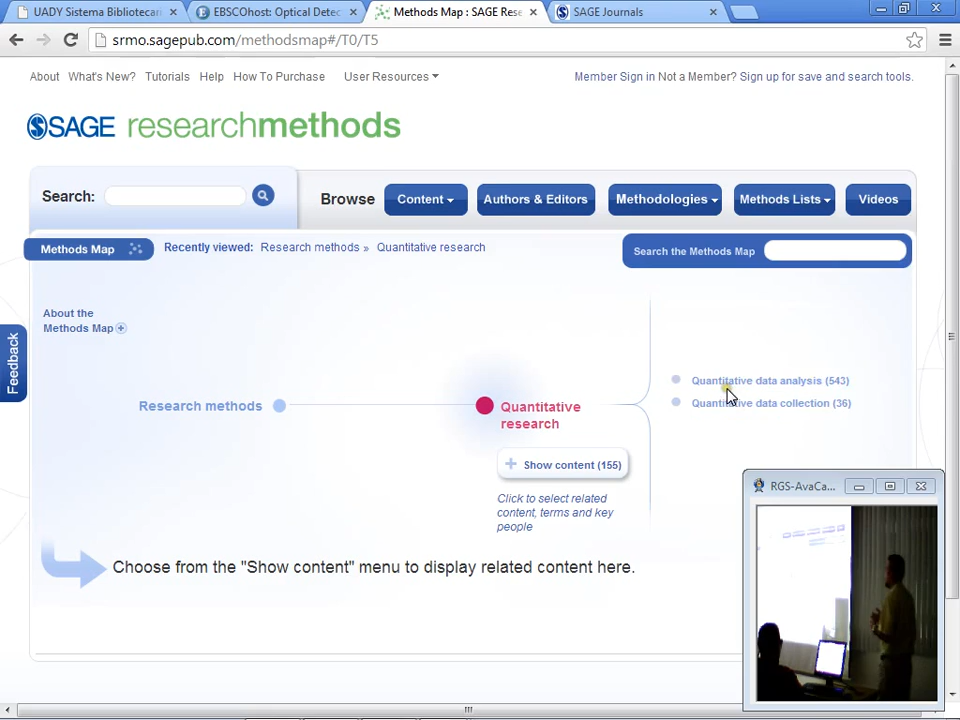 UADY Sistema Bibliotecari
EBSCOhost: Optical Detec
Methods Map : SAGE Rese
SAGE Journals
srmo.sagepub.com/methodsmap#/T0/T5
About What's New? Tutorials Help How To Purchase User Resources
Member Sign in Not a Member? Sign up for save and search tools.
SAGE researchmethods
Search:
Browse
Content
Authors & Editors
Methodologies
Methods Lists
Videos
Methods Map
Recently viewed: Research methods » Quantitative research
Search the Methods Map
About the
Methods Map
Feedback
Research methods
Quantitative
research
Quantitative data analysis (543)
Quantitative data collection (36)
Show content (155)
Click to select related
content, terms and key
people
Choose from the "Show content" menu to display related content here.
RGS-AvaCa...